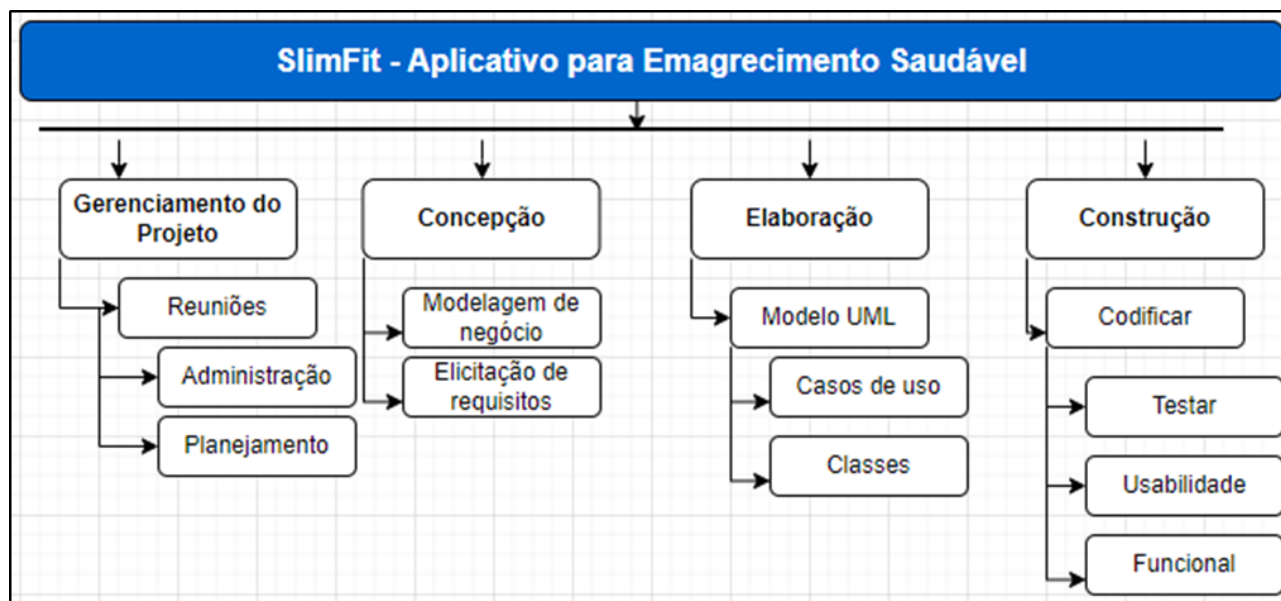 SlimFit - Aplicativo para Emagrecimento Saudável
Gerenciamento do
Projeto
Reuniões
Administração
Planejamento
Concepção
Modelagem de
negócio
Elicitação de
requisitos
Elaboração
Modelo UML
Casos de uso
Classes
Construção
Codificar
Testar
Usabilidade
Funcional